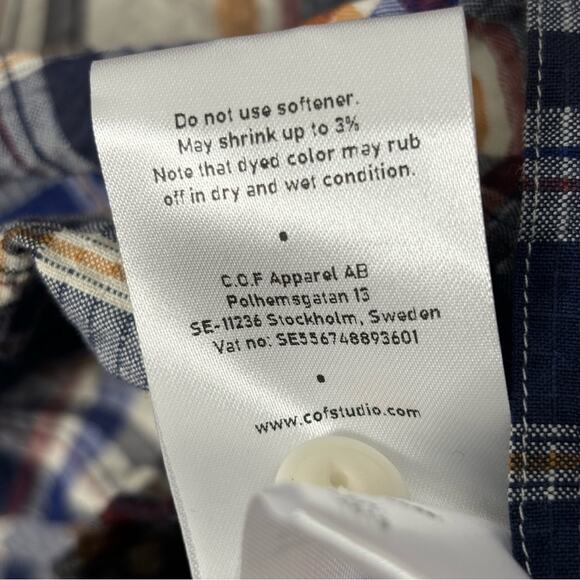 Do not use softener.
May shrink up to 3%
Note that dyed color may rub
off in dry and wet condition.
•
C.O.F Apparel AB
Polhemsgatan 13
SE-11236 Stockholm, Sweden
Vat no: SE556748893601
•
www.cofstudio.com